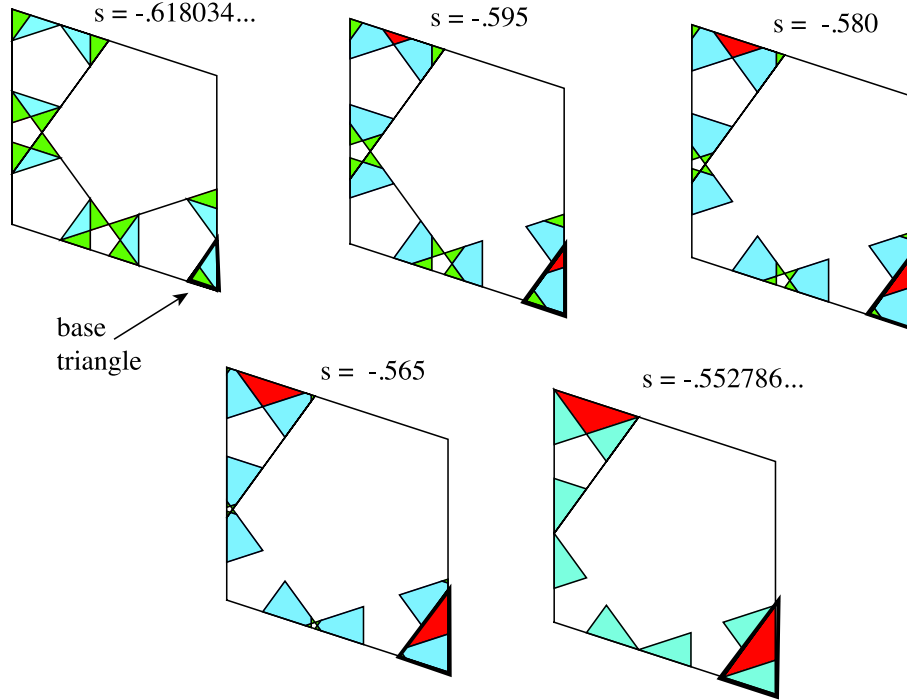 s = -.618034...
s = -.595
s = -.580
base
triangle
s = -.565
s = -.552786...